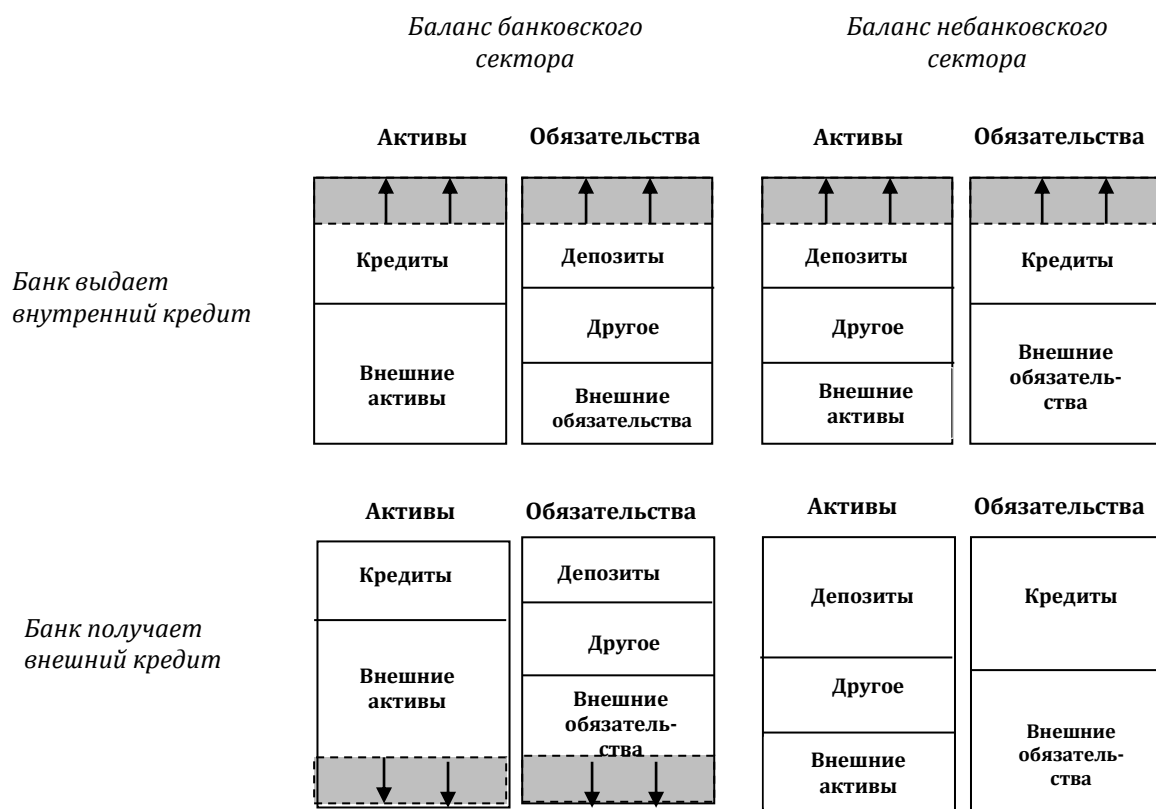 Баланс банковского
сектора
Баланс небанковского
сектора
Активы
Обязательства
Активы
Обязательства
Банк выдает
внутренний кредит
Кредиты
Внешние
активы
Депозиты
Другое
Внешние
обязательства
Депозиты
Другое
Внешние
активы
Кредиты
Внешние
обязатель-
ства
Активы
Обязательства
Активы
Обязательства
Банк получает
внешний кредит
Кредиты
Внешние
активы
Депозиты
Другое
Внешние
обязатель-
ства
Депозиты
Другое
Внешние
активы
Кредиты
Внешние
обязатель-
ства